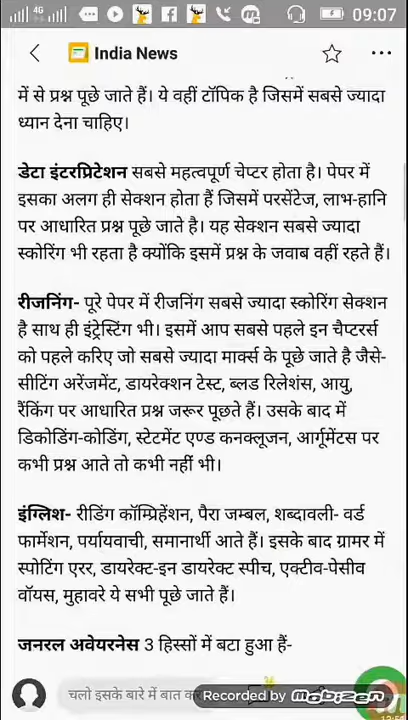 4G 09:07
India News
में से प्रश्न पूछे जाते हैं। ये वहीं टॉपिक है जिसमें सबसे ज्यादा
ध्यान देना चाहिए।
डेटा इंटरप्रिटेशन सबसे महत्वपूर्ण चेप्टर होता है। पेपर में
इसका अलग ही सेक्शन होता हैं जिसमें परसेंटेज, लाभ-हानि
पर आधारित प्रश्न पूछे जाते है। यह सेक्शन सबसे ज्यादा
स्कोरिंग भी रहता है क्योंकि इसमें प्रश्न के जवाब वहीं रहते हैं।
रीजनिंग- पूरे पेपर में रीजनिंग सबसे ज्यादा स्कोरिंग सेक्शन
है साथ ही इंट्रेस्टिंग भी। इसमें आप सबसे पहले इन चैप्टरर्स
को पहले करिए जो सबसे ज्यादा मार्क्स के पूछे जाते है जैसे-
सीटिंग अरेंजमेंट, डायरेक्शन टेस्ट, ब्लड रिलेशंस, आयु,
रैंकिंग पर आधारित प्रश्न जरूर पूछते हैं। उसके बाद में
डिकोडिंग-कोडिंग, स्टेटमेंट एण्ड कनक्लूजन, आर्गूमेंटस पर
कभी प्रश्न आते तो कभी नहीं भी।
इंग्लिश- रीडिंग कॉम्प्रिहेंशन, पैरा जम्बल, शब्दावली- वर्ड
फार्मेशन, पर्यायवाची, समानार्थी आते हैं। इसके बाद ग्रामर में
स्पोटिंग एरर, डायरेक्ट-इन डायरेक्ट स्पीच, एक्टीव-पेसीव
वॉयस, मुहावरे ये सभी पूछे जाते हैं।
जनरल अवेयरनेस 3 हिस्सों में बटा हुआ हैं-
चलो इसके बारे में बात कर
Recorded by Mobizen